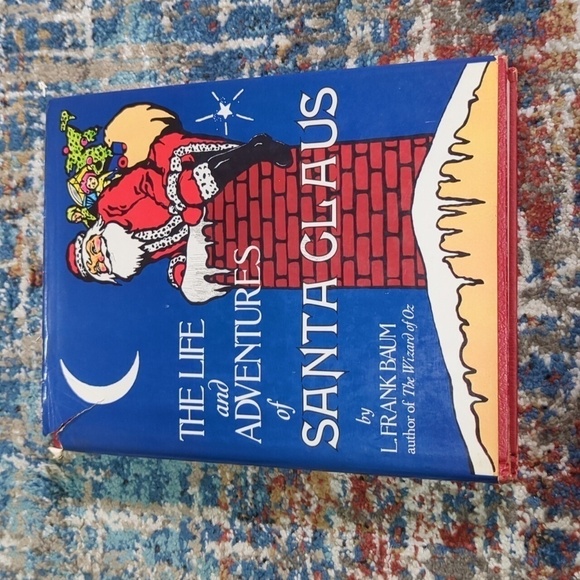 THE LIFE
and
ADVENTURES
of
SANTA CLAUS
by
L. FRANK BAUM
author of The Wizard of Oz